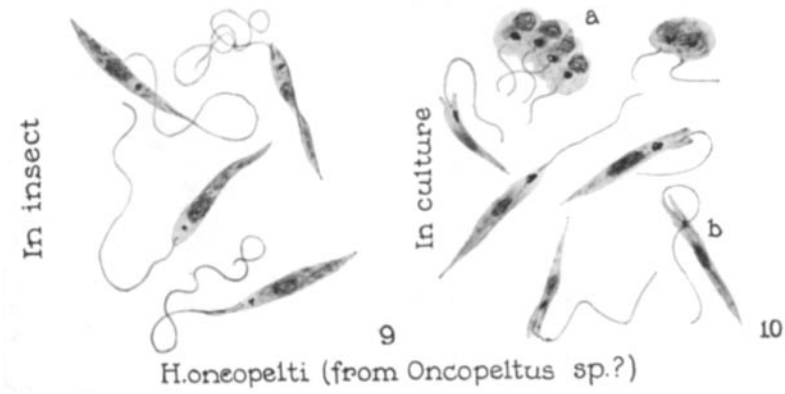 In insect
9
a
In culture
b
10
H.oncopelti (from Oncopeltus sp.?)